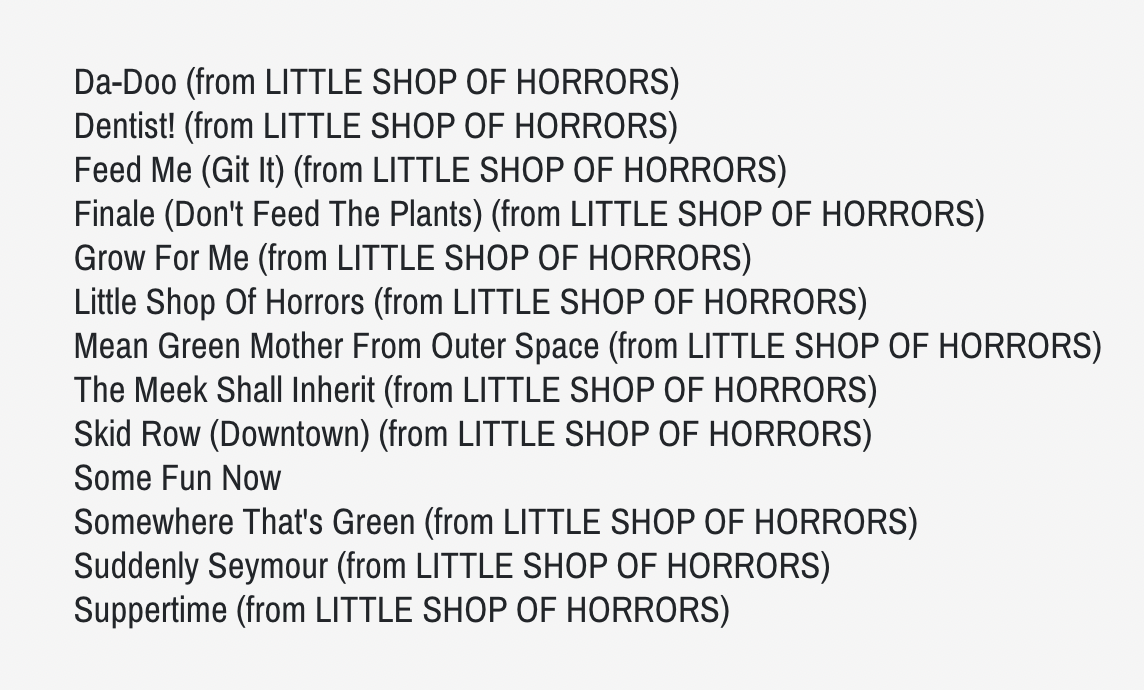 Da-Doo (from LITTLE SHOP OF HORRORS)
Dentist! (from LITTLE SHOP OF HORRORS)
Feed Me (Git It) (from LITTLE SHOP OF HORRORS)
Finale (Don't Feed The Plants) (from LITTLE SHOP OF HORRORS)
Grow For Me (from LITTLE SHOP OF HORRORS)
Little Shop Of Horrors (from LITTLE SHOP OF HORRORS)
Mean Green Mother From Outer Space (from LITTLE SHOP OF HORRORS)
The Meek Shall Inherit (from LITTLE SHOP OF HORRORS)
Skid Row (Downtown) (from LITTLE SHOP OF HORRORS)
Some Fun Now
Somewhere That's Green (from LITTLE SHOP OF HORRORS)
Suddenly Seymour (from LITTLE SHOP OF HORRORS)
Suppertime (from LITTLE SHOP OF HORRORS)